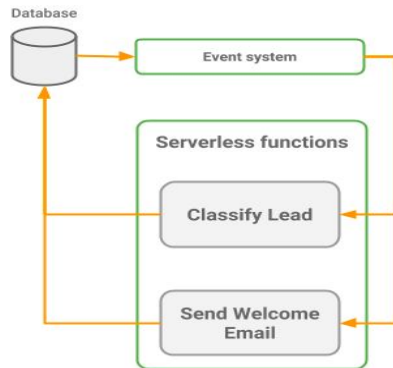 Database
Event system
Serverless functions
Classify Lead
Send Welcome
Email